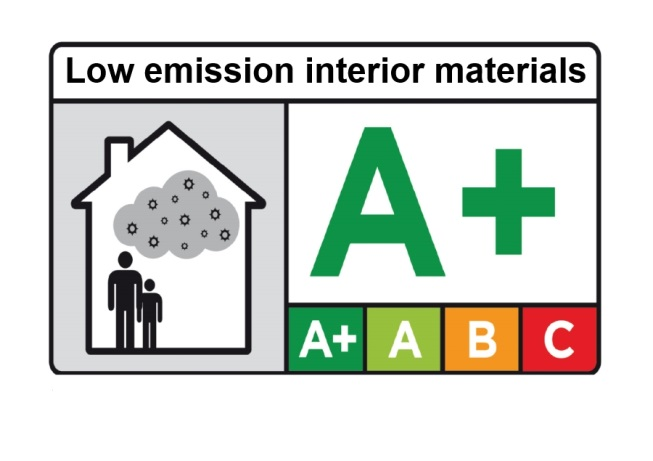 Low emission interior materials
A+
A+ A B C